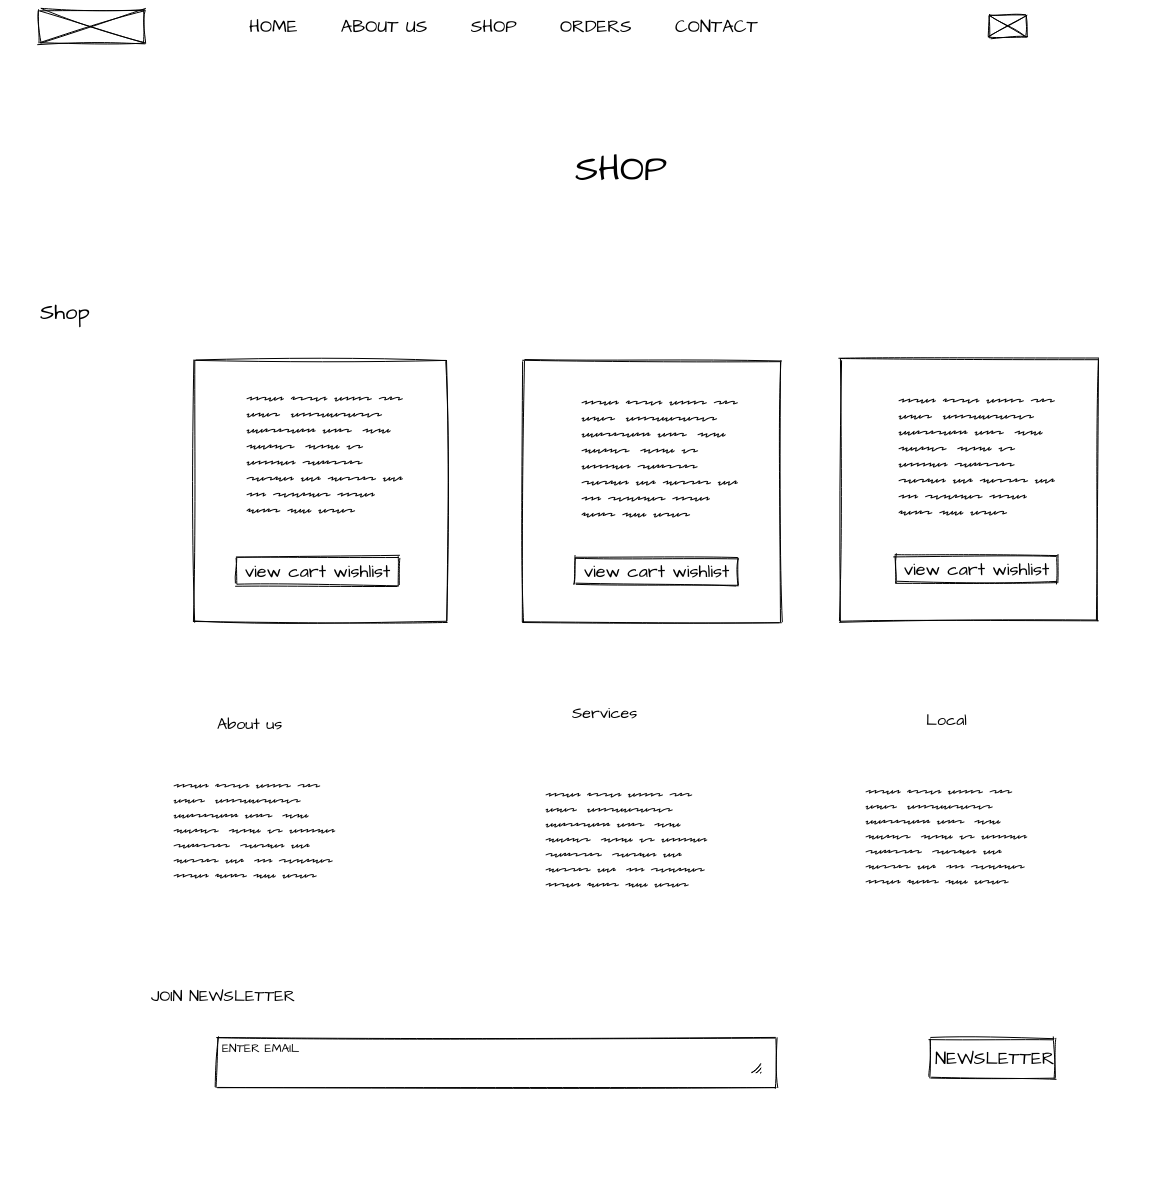 HOME ABOUT US SHOP ORDERS CONTACT
SHOP
Shop
view cart wishlist
view cart wishlist
view cart wishlist
About us
Services
Local
JOIN NEWSLETTER
ENTER EMAIL
NEWSLETTER